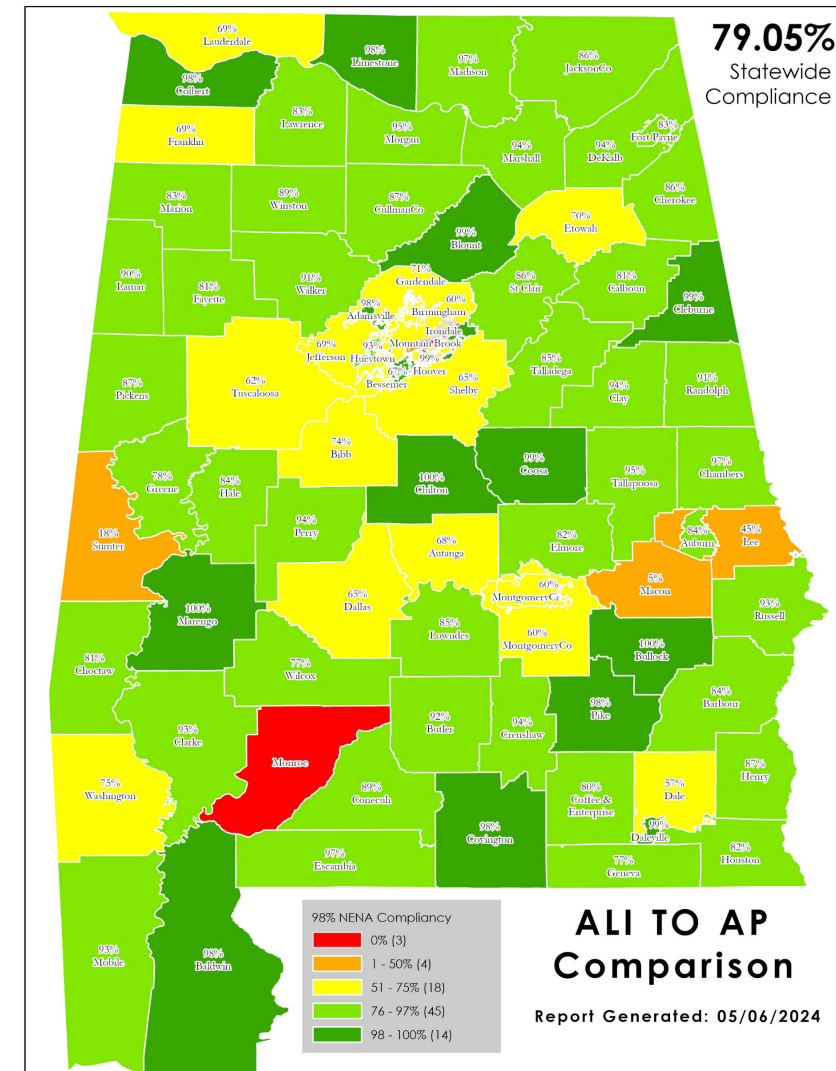 79.05%
Statewide
Compliance
69%
Lauderdale
98%
Limestone
97%
Madison
86%
JacksonCo
98%
Colbert
83%
Lawrence
95%
Morgan
94%
Marshall
94%
DeKalb
83%
Fort Payne
69%
Franklin
83%
Marion
89%
Winston
87%
CullmanCo
86%
Cherokee
99%
Blount
70%
Etowah
90%
Lamar
81%
Fayette
91%
Walker
71%
Gardendale
86%
St Clair
81%
Calhoun
99%
Cleburne
98%
Adamsville
60%
Birmingham
Irondale
69%
Jefferson
93%
Hueytown
Mountain Brook
99%
Hoover
67%
Bessemer
65%
Shelby
85%
Talladega
94%
Clay
91%
Randolph
87%
Pickens
62%
Tuscaloosa
74%
Bibb
100%
Chilton
99%
Coosa
95%
Tallapoosa
97%
Chambers
78%
Greene
84%
Hale
18%
Sumter
94%
Perry
68%
Autauga
82%
Elmore
84%
Auburn
45%
Lee
100%
Marengo
65%
Dallas
60%
MontgomeryCi
5%
Macon
93%
Russell
81%
Choctaw
77%
Wilcox
85%
Lowndes
60%
MontgomeryCo
100%
Bullock
84%
Barbour
93%
Clarke
Monroe
92%
Butler
94%
Crenshaw
98%
Pike
75%
Washington
89%
Conecuh
80%
Coffee &
Enterprise
57%
Dale
87%
Henry
98%
Covington
99%
Daleville
82%
Houston
97%
Escambia
77%
Geneva
93%
Mobile
98%
Baldwin
98% NENA Compliancy
0% (3)
1 - 50% (4)
51 - 75% (18)
76 - 97% (45)
98 - 100% (14)
ALI TO AP
Comparison
Report Generated: 05/06/2024